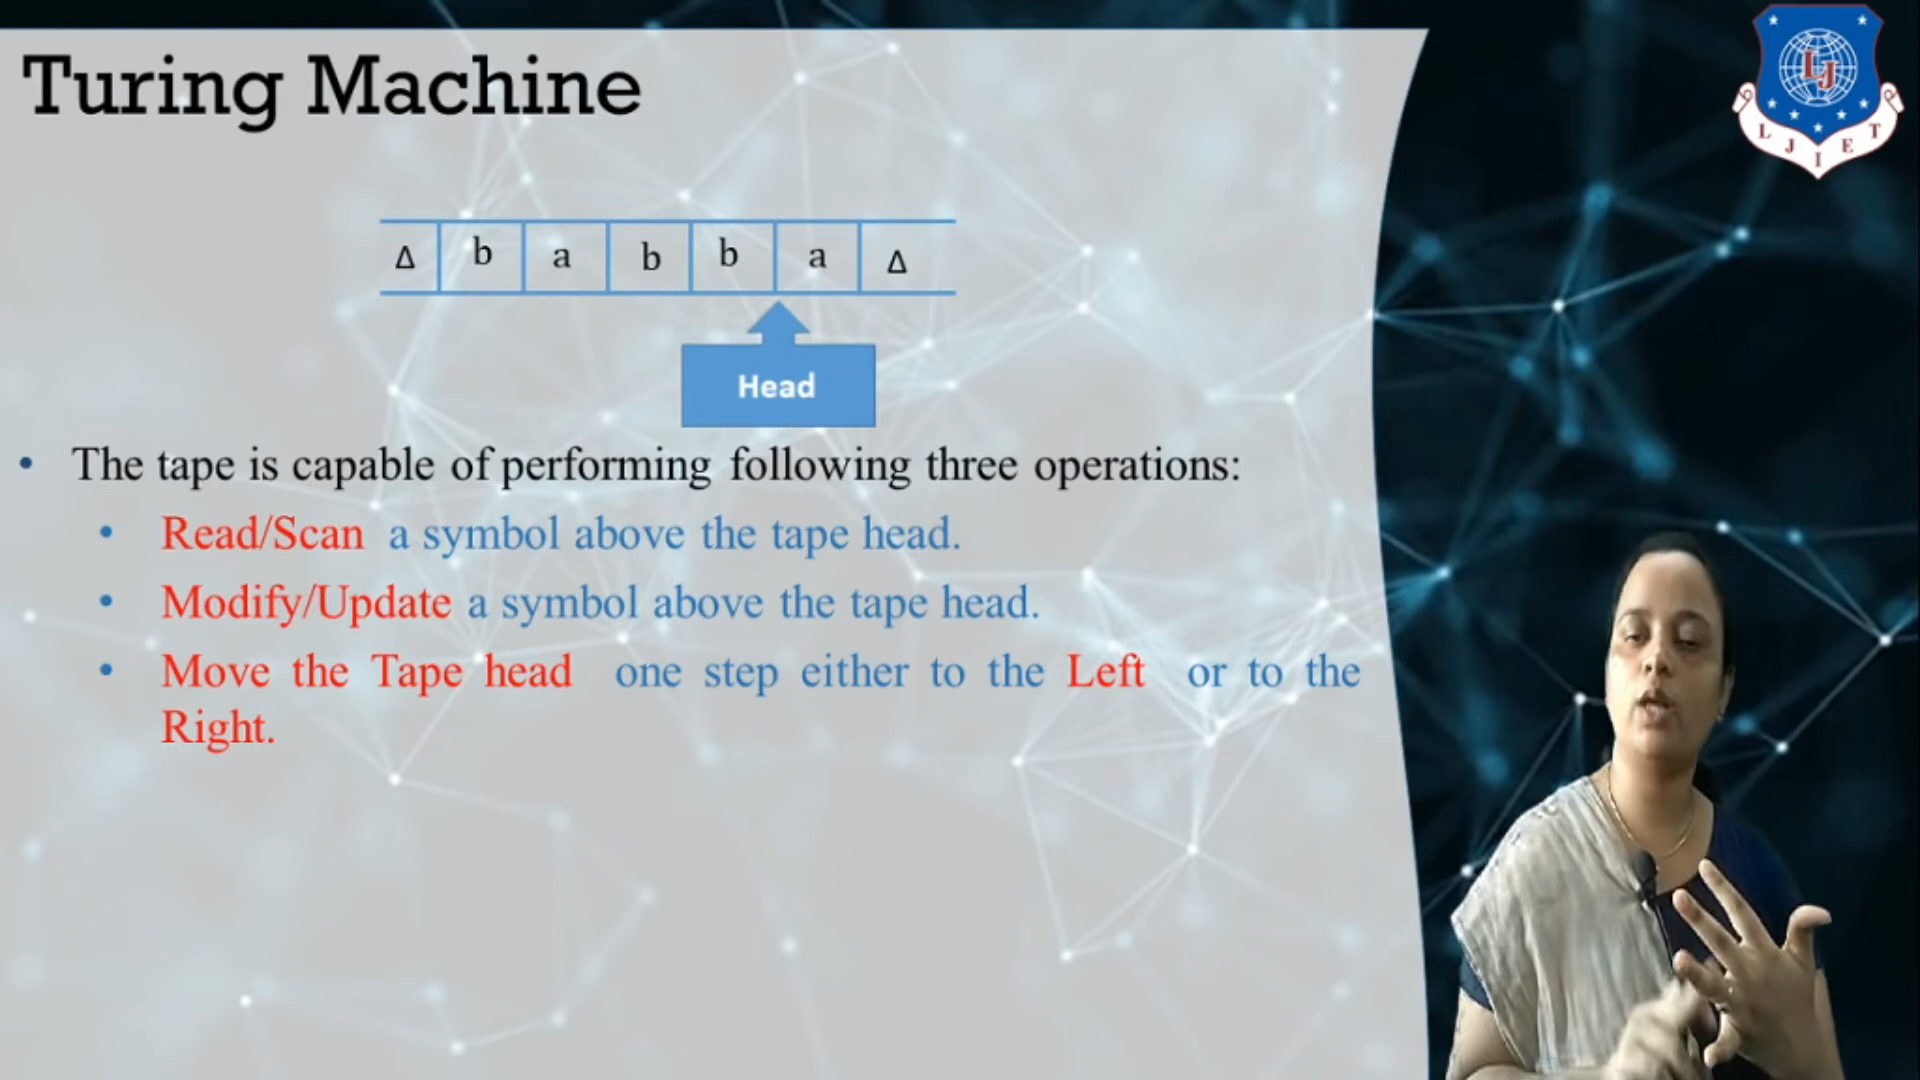 Turing Machine
L J I E T
LJ
Δ b a b b a Δ
Head
• The tape is capable of performing following three operations:
• Read/Scan a symbol above the tape head.
• Modify/Update a symbol above the tape head.
• Move the Tape head one step either to the Left or to the
Right.